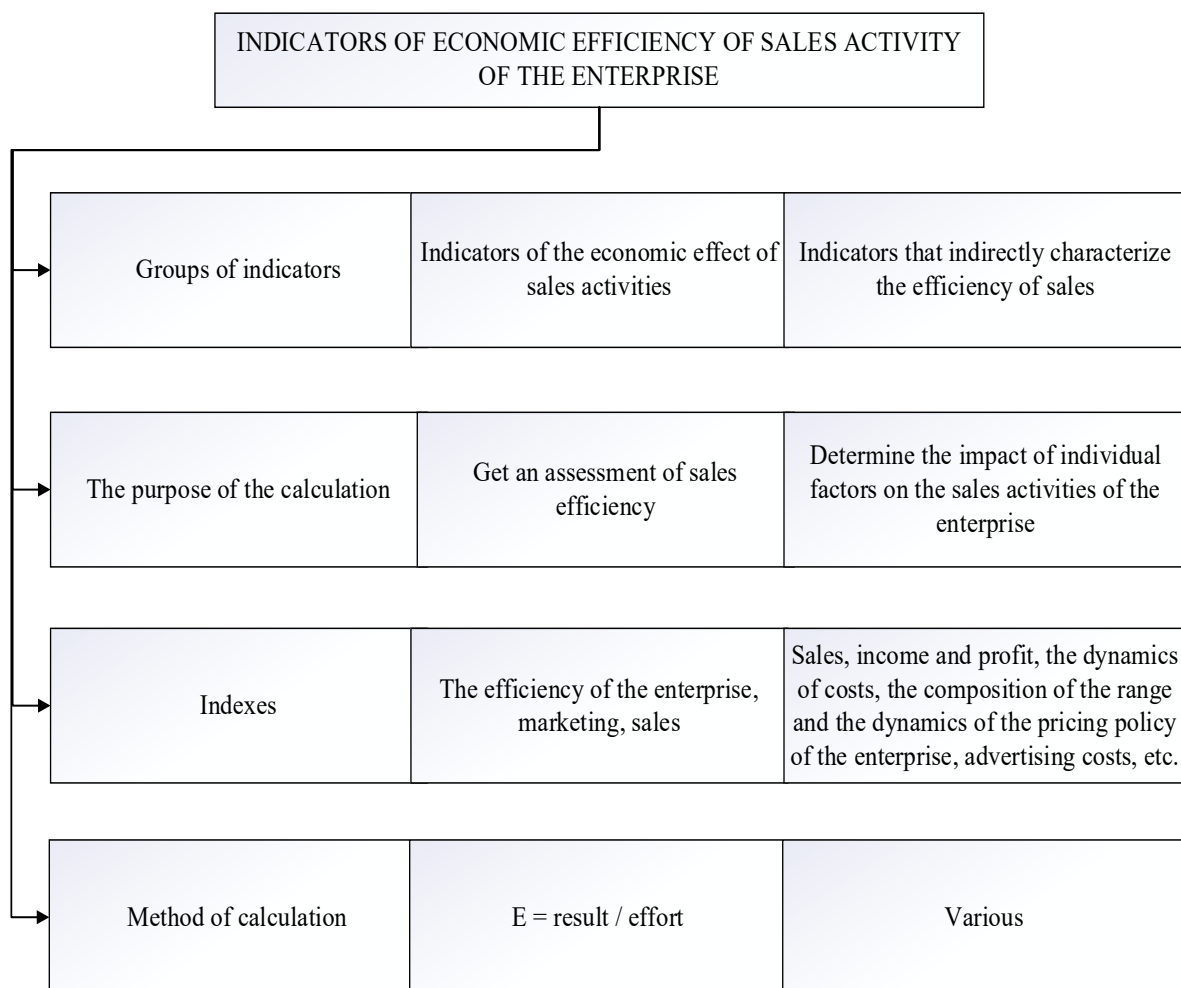 INDICATORS OF ECONOMIC EFFICIENCY OF SALES ACTIVITY
OF THE ENTERPRISE
Groups of indicators
Indicators of the economic effect of
sales activities
Indicators that indirectly characterize
the efficiency of sales
The purpose of the calculation
Get an assessment of sales
efficiency
Determine the impact of individual
factors on the sales activities of the
enterprise
Indexes
The efficiency of the enterprise,
marketing, sales
Sales, income and profit, the dynamics
of costs, the composition of the range
and the dynamics of the pricing policy
of the enterprise, advertising costs, etc.
Method of calculation
E = result / effort
Various